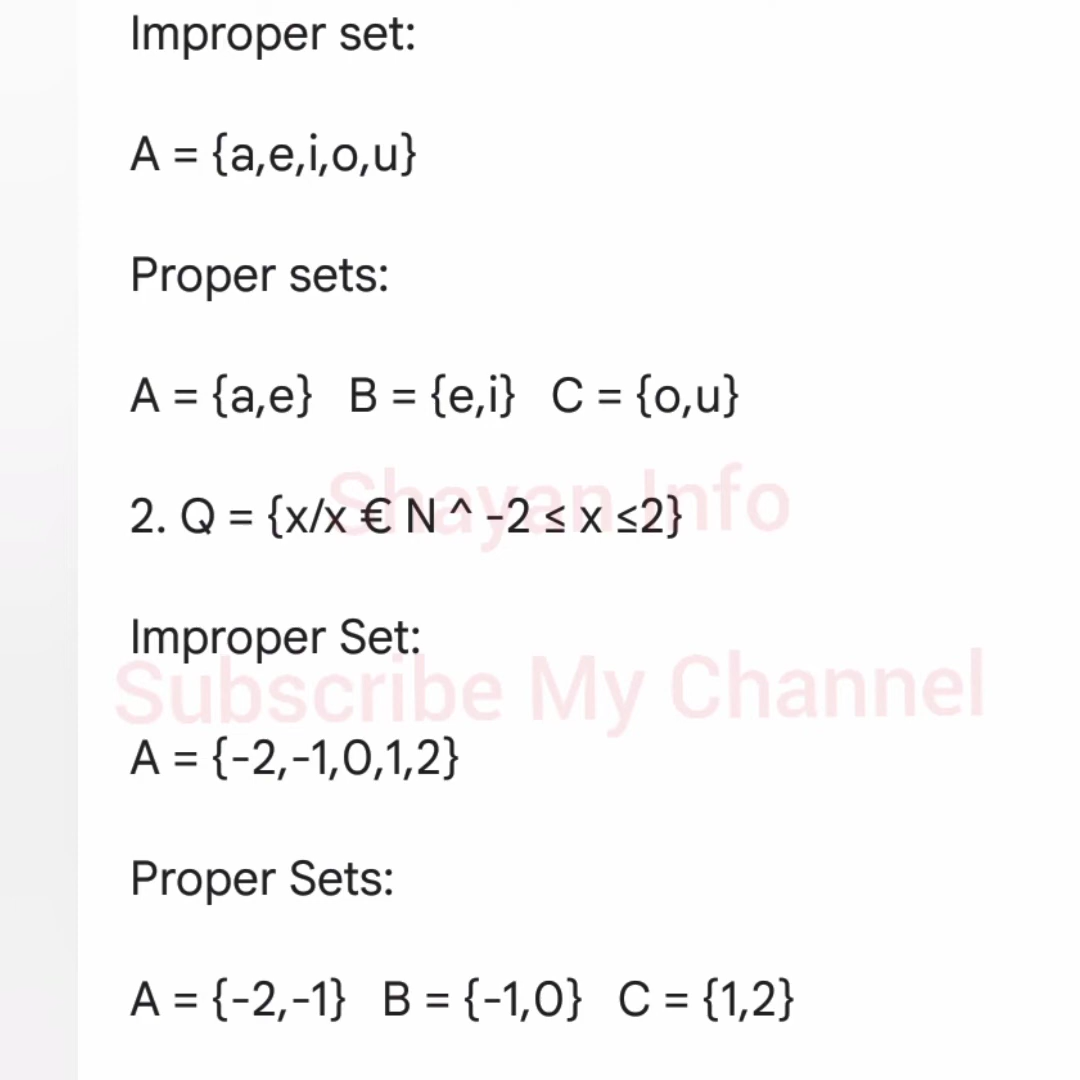 Improper set:
A = {a,e,i,o,u}
Proper sets:
A = {a,e} B = {e,i} C = {o,u}
Shayan Info
2. Q = {x/x € N ^ -2 ≤ x ≤2}
Improper Set:
Subscribe My Channel
A = {-2,-1,0,1,2}
Proper Sets:
A = {-2,-1} B = {-1,0} C = {1,2}